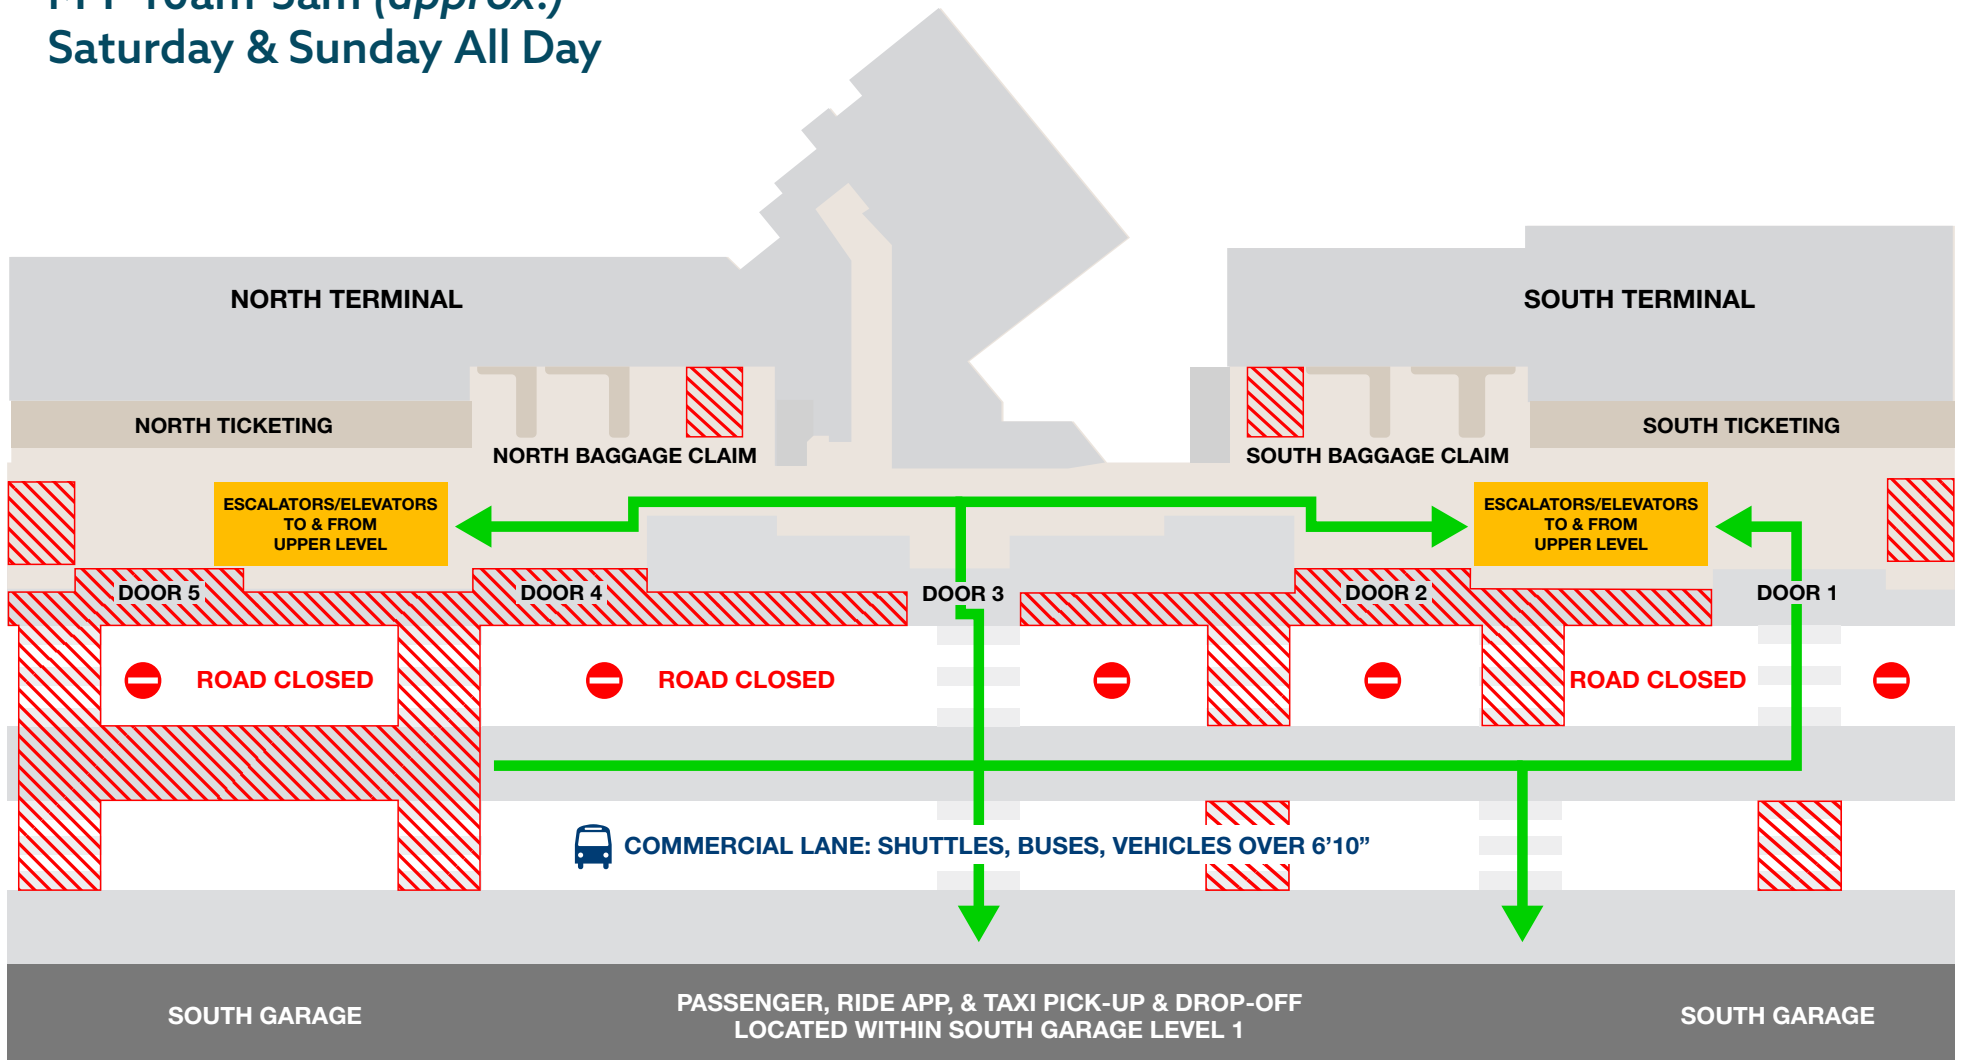 (approx.)
Saturday & Sunday All Day
NORTH TERMINAL
SOUTH TERMINAL
NORTH TICKETING
SOUTH TICKETING
NORTH BAGGAGE CLAIM
SOUTH BAGGAGE CLAIM
ESCALATORS/ELEVATORS
TO & FROM
UPPER LEVEL
ESCALATORS/ELEVATORS
TO & FROM
UPPER LEVEL
DOOR 5
DOOR 4
DOOR 3
DOOR 2
DOOR 1
ROAD CLOSED
ROAD CLOSED
ROAD CLOSED
COMMERCIAL LANE: SHUTTLES, BUSES, VEHICLES OVER 6’10”
SOUTH GARAGE
PASSENGER, RIDE APP, & TAXI PICK-UP & DROP-OFF
LOCATED WITHIN SOUTH GARAGE LEVEL 1
SOUTH GARAGE